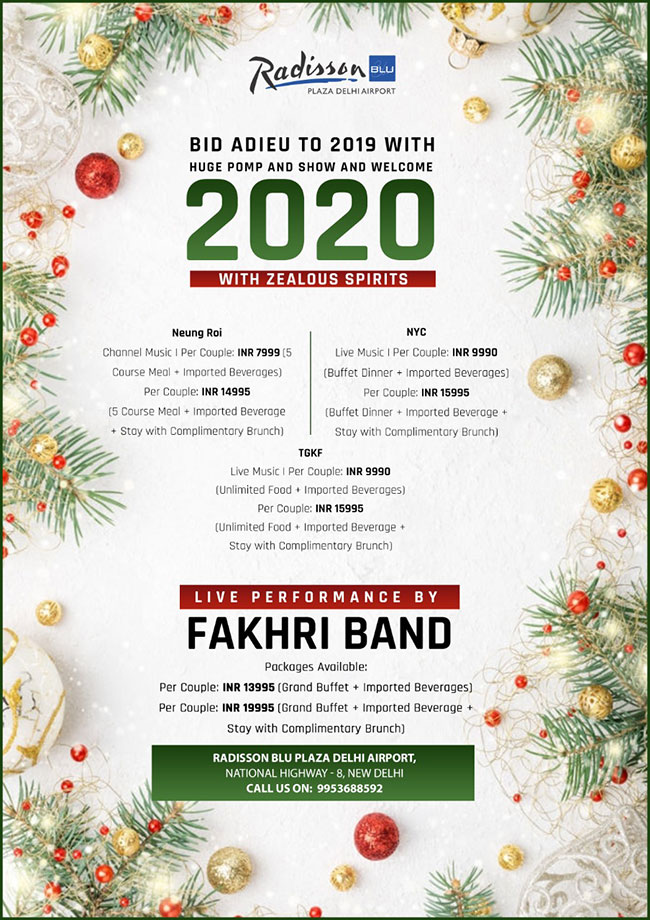 Radisson BLU
PLAZA DELHI AIRPORT
BID ADIEU TO 2019 WITH
HUGE POMP AND SHOW AND WELCOME
2020
WITH ZEALOUS SPIRITS
Neung Roi
Channel Music | Per Couple: INR 7999 (5
Course Meal + Imported Beverages)
Per Couple: INR 14995
(5 Course Meal + Imported Beverage
+ Stay with Complimentary Brunch)
NYC
Live Music | Per Couple: INR 9990
(Buffet Dinner + Imported Beverages)
Per Couple: INR 15995
(Buffet Dinner + Imported Beverage +
Stay with Complimentary Brunch)
TGKF
Live Music | Per Couple: INR 9990
(Unlimited Food + Imported Beverages)
Per Couple: INR 15995
(Unlimited Food + Imported Beverage +
Stay with Complimentary Brunch)
LIVE PERFORMANCE BY
FAKHRI BAND
Packages Available:
Per Couple: INR 13995 (Grand Buffet + Imported Beverages)
Per Couple: INR 19995 (Grand Buffet + Imported Beverage +
Stay with Complimentary Brunch)
RADISSON BLU PLAZA DELHI AIRPORT,
NATIONAL HIGHWAY - 8, NEW DELHI
CALL US ON: 9953688592